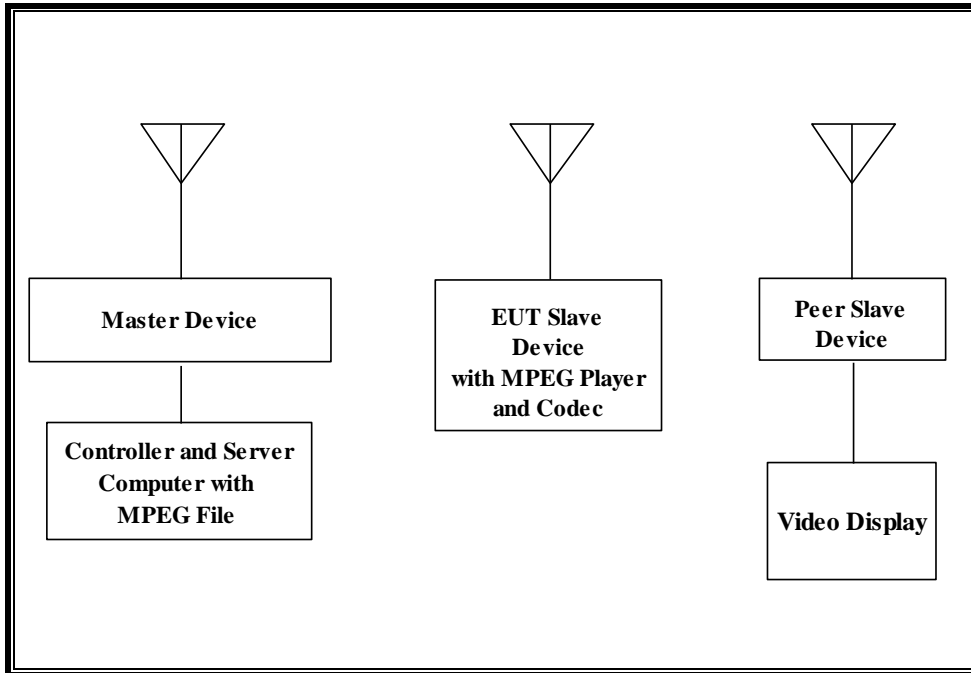 Master Device
Controller and Server
Computer with
MPEG File
EUT Slave
Device
with MPEG Player
and Codec
Peer Slave
Device
Video Display